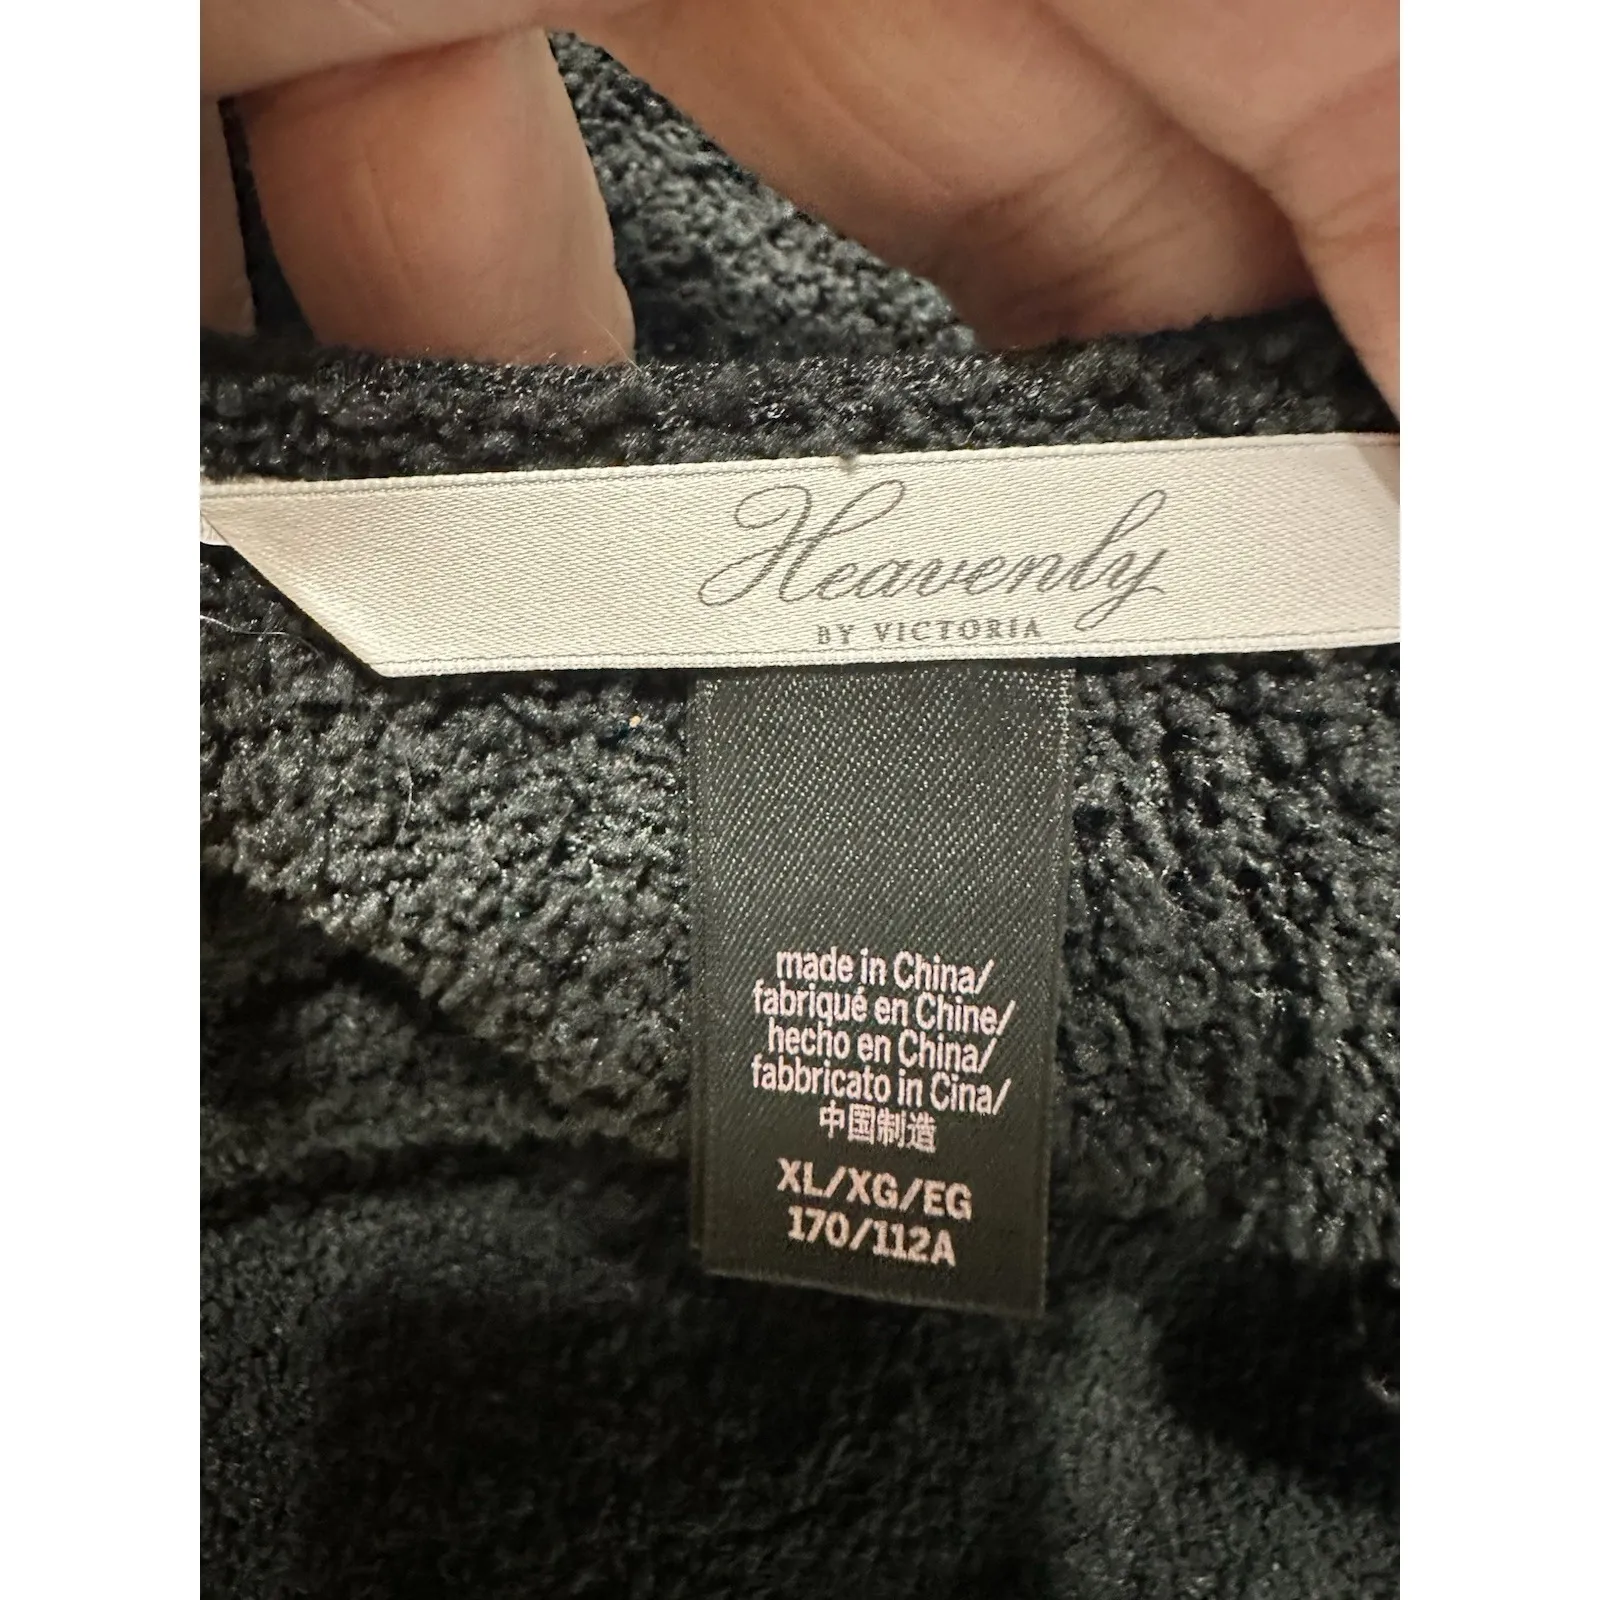 Heavenly
BY VICTORIA
made in China/
fabriqué en Chine/
hecho en China/
fabbricato in Cina/
中国制造
XL/XG/EG
170/112A